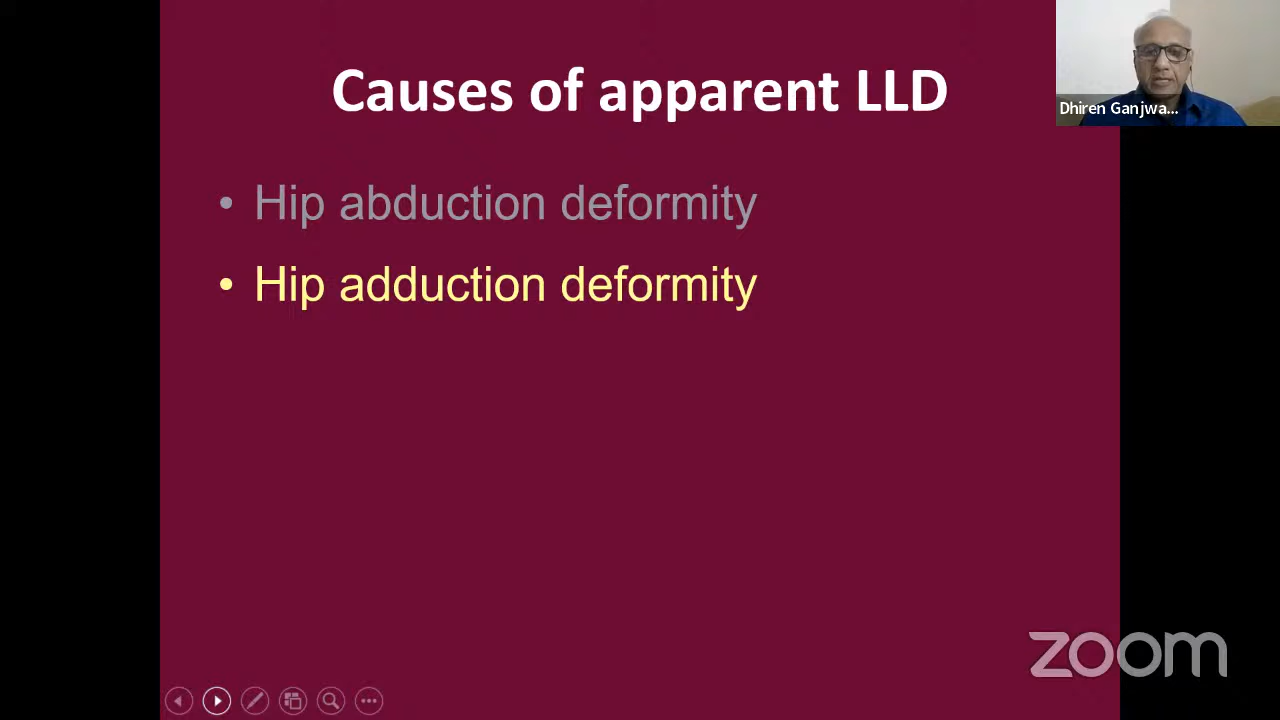 Causes of apparent LLD
Dhiren Ganjwa...
• Hip abduction deformity
• Hip adduction deformity
zoom